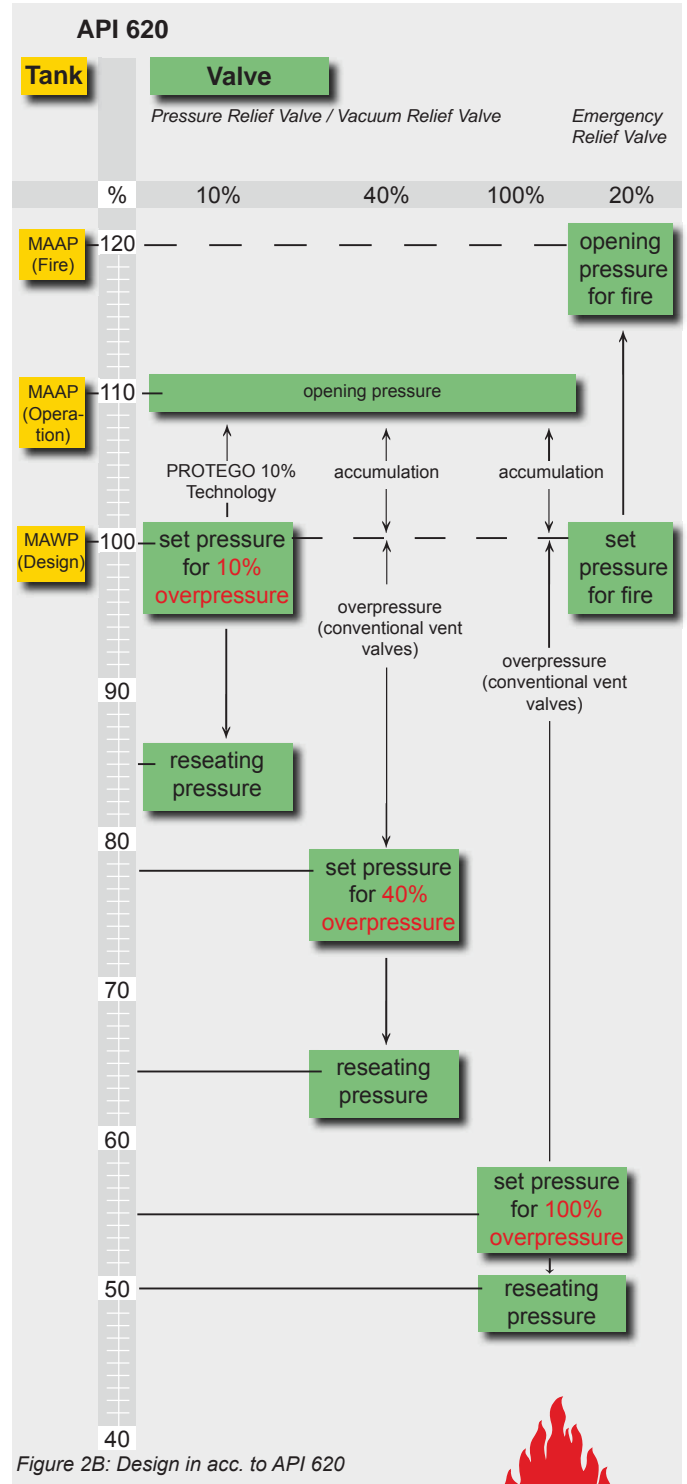 API 620
Tank
Valve
Pressure Relief Valve / Vacuum Relief Valve
Emergency
Relief Valve
%
10%
40%
100%
20%
MAAP
(Fire)
120
opening
pressure
for fire
MAAP
(Opera-
tion)
110
opening pressure
PROTEGO 10%
Technology
accumulation
accumulation
MAWP
(Design)
100
set pressure
for 10%
overpressure
set
pressure
for fire
overpressure
(conventional vent
valves)
overpressure
(conventional vent
valves)
90
reseating
pressure
80
set pressure
for 40%
overpressure
70
reseating
pressure
60
set pressure
for 100%
overpressure
50
reseating
pressure
40
Figure 2B: Design in acc. to API 620